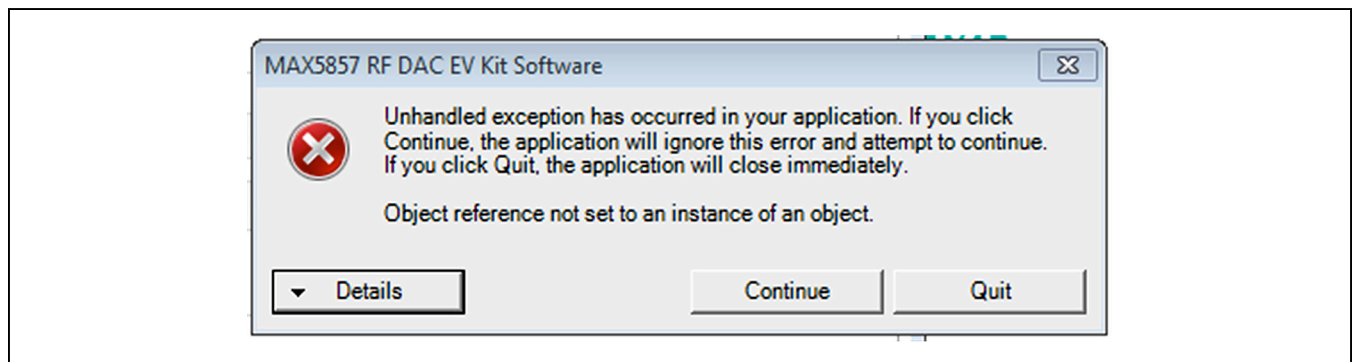 MAX5857 RF DAC EV Kit Software
Unhandled exception has occurred in your application. If you click
Continue, the application will ignore this error and attempt to continue.
If you click Quit, the application will close immediately.
Object reference not set to an instance of an object.
Details
Continue
Quit